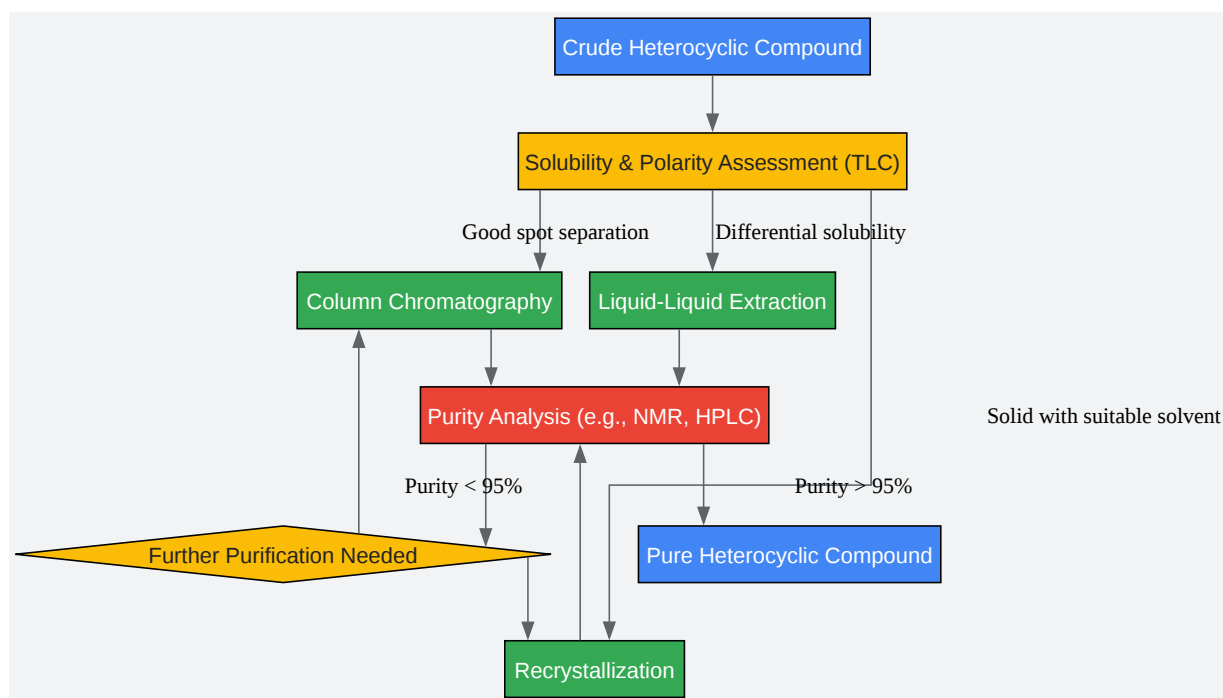 Crude Heterocyclic Compound
Solubility & Polarity Assessment (TLC)
Good spot separation
Differential solubility
Column Chromatography
Liquid-Liquid Extraction
Purity Analysis (e.g., NMR, HPLC)
Solid with suitable solvent
Purity < 95%
Purity > 95%
Further Purification Needed
Pure Heterocyclic Compound
Recrystallization